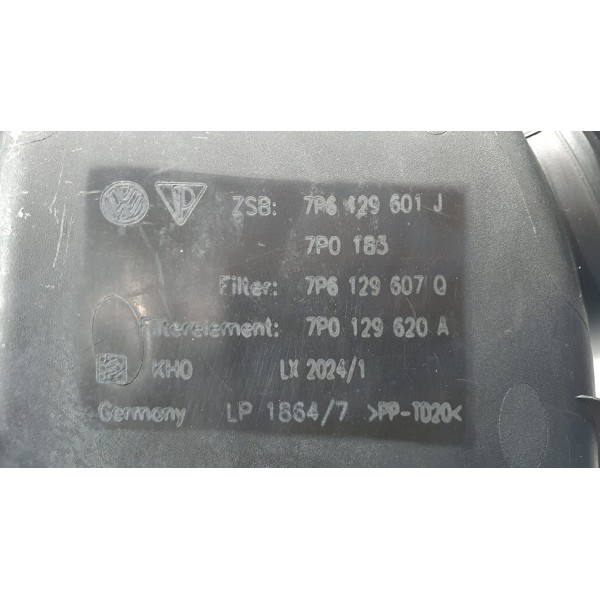 ZSB: 7P6 129 601 J
7P0 183
Filter: 7P6 129 607 Q
Filterelement: 7P0 129 620 A
KHO LX 2024/1
Germany LP 1864/7 >PP-TD20<